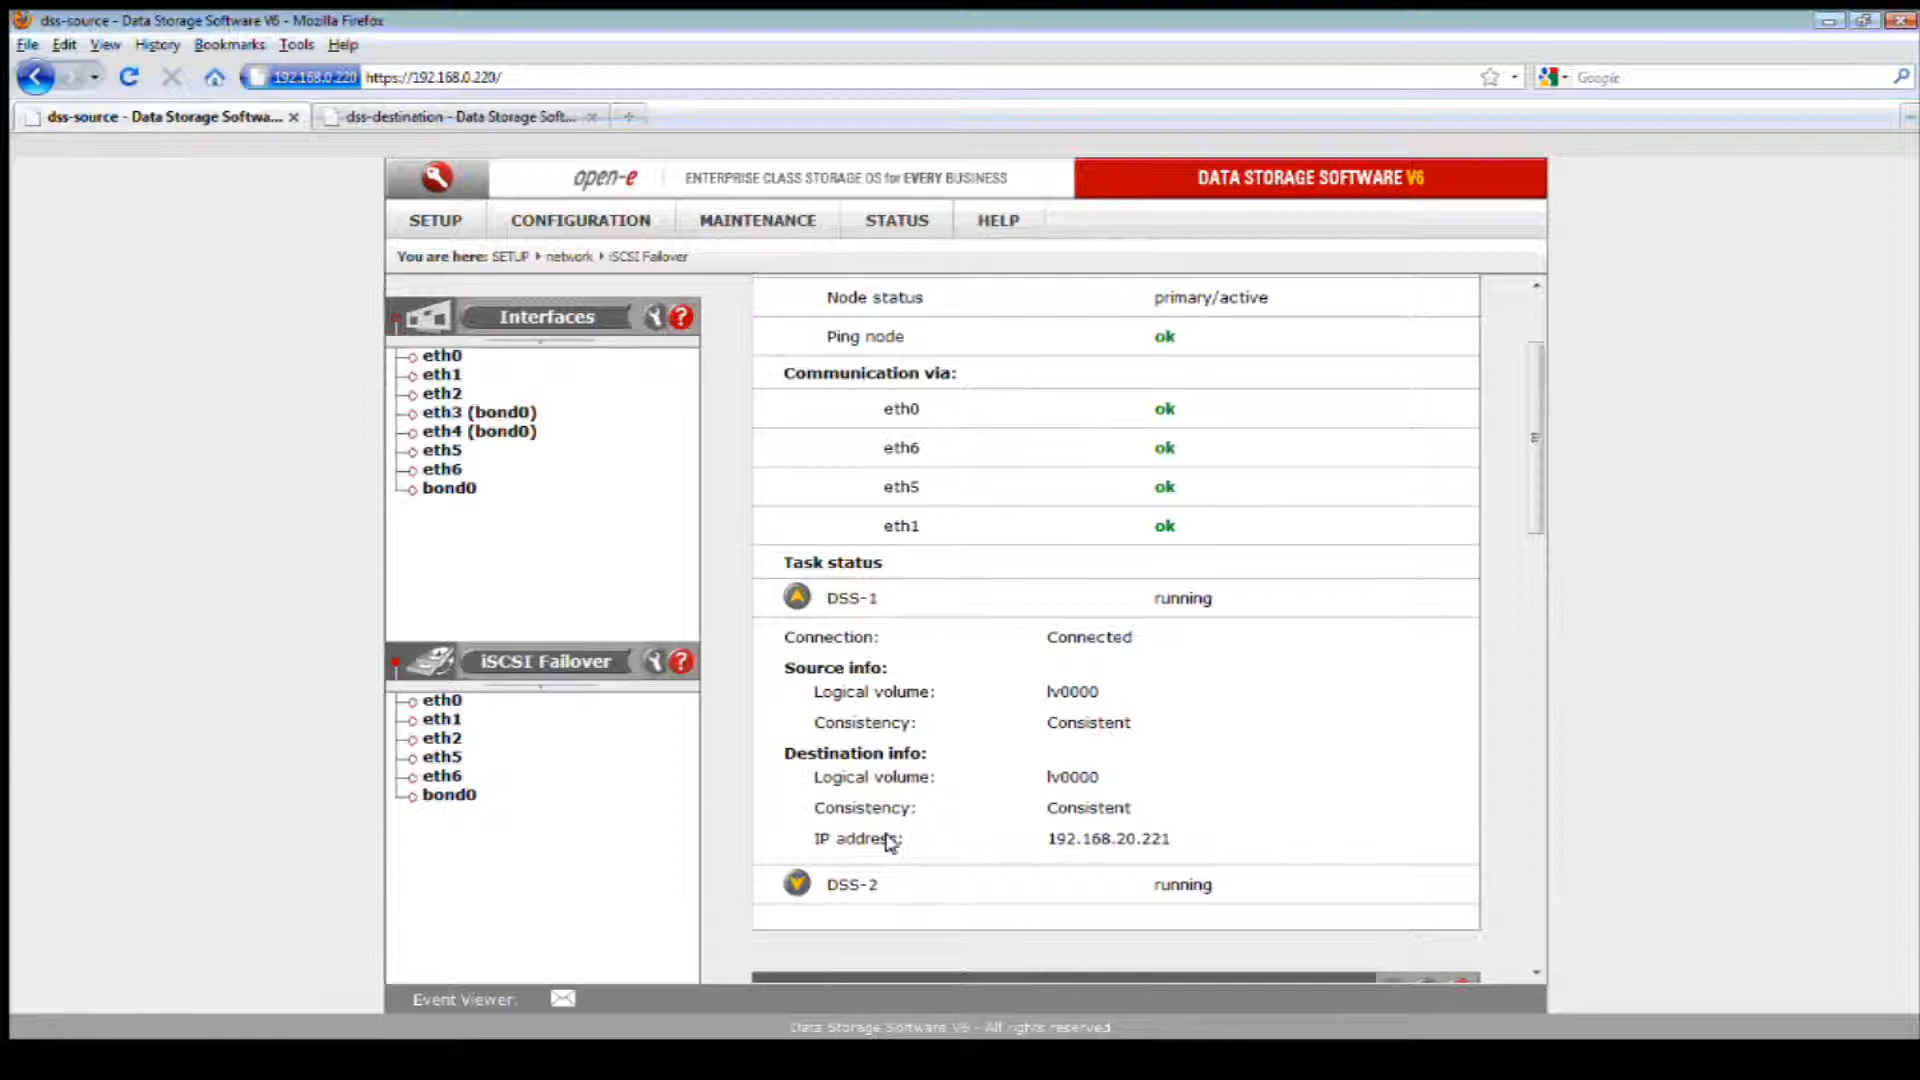 dss-source - Data Storage Software V6 - Mozilla Firefox
File Edit View History Bookmarks Tools Help
192.168.0.220 https://192.168.0.220/
Google
dss-source - Data Storage Softwa...
dss-destination - Data Storage Soft...
open-e ENTERPRISE CLASS STORAGE OS for EVERY BUSINESS DATA STORAGE SOFTWARE V6
SETUP CONFIGURATION MAINTENANCE STATUS HELP
You are here: SETUP network iSCSI Failover
Interfaces
eth0
eth1
eth2
eth3 (bond0)
eth4 (bond0)
eth5
eth6
bond0
iSCSI Failover
eth0
eth1
eth2
eth5
eth6
bond0
Node status primary/active
Ping node ok
Communication via:
eth0 ok
eth6 ok
eth5 ok
eth1 ok
Task status
DSS-1 running
Connection: Connected
Source info:
Logical volume: lv0000
Consistency: Consistent
Destination info:
Logical volume: lv0000
Consistency: Consistent
IP address: 192.168.20.221
DSS-2 running
Event Viewer:
Data Storage Software V6 - All rights reserved